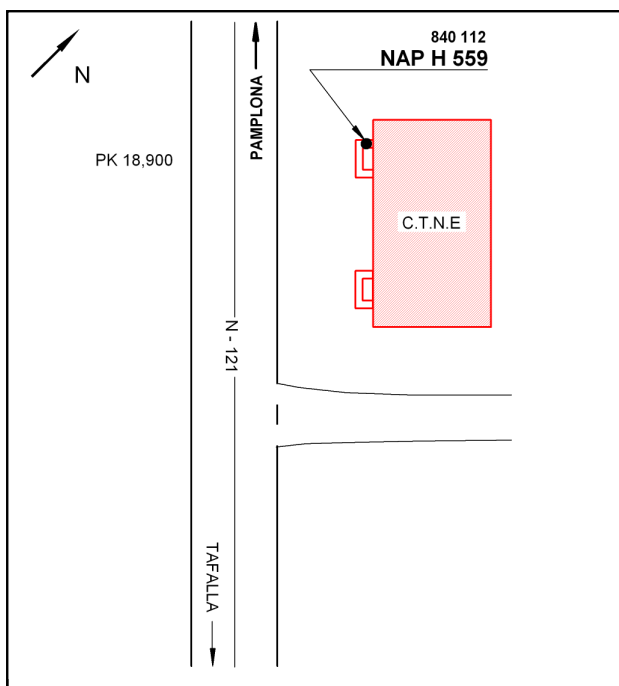 840 112
NAP H 559
N
PAMPLONA
PK 18,900
C.T.N.E
N - 121
TAFALLA